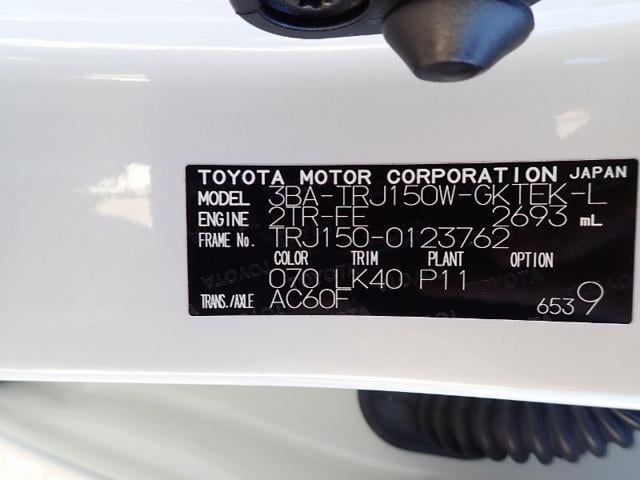 TOYOTA MOTOR CORPORATION JAPAN
MODEL 3BA-TRJ150W-GKTEK-L
ENGINE 2TR-FE 2693 mL
FRAME No. TRJ150-0123762
COLOR TRIM PLANT OPTION
070 LK40 P11
TRANS./AXLE AC60F
6539